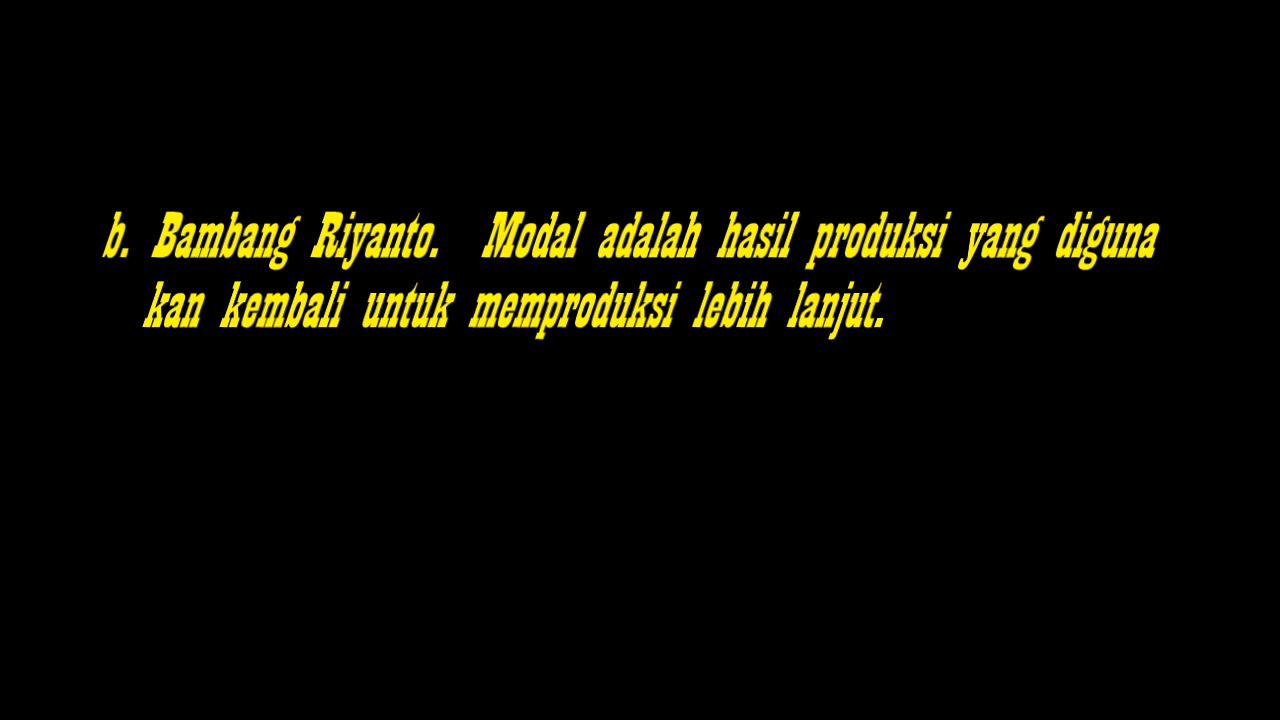 b. Bambang Riyanto. Modal adalah hasil produksi yang diguna
kan kembali untuk memproduksi lebih lanjut.